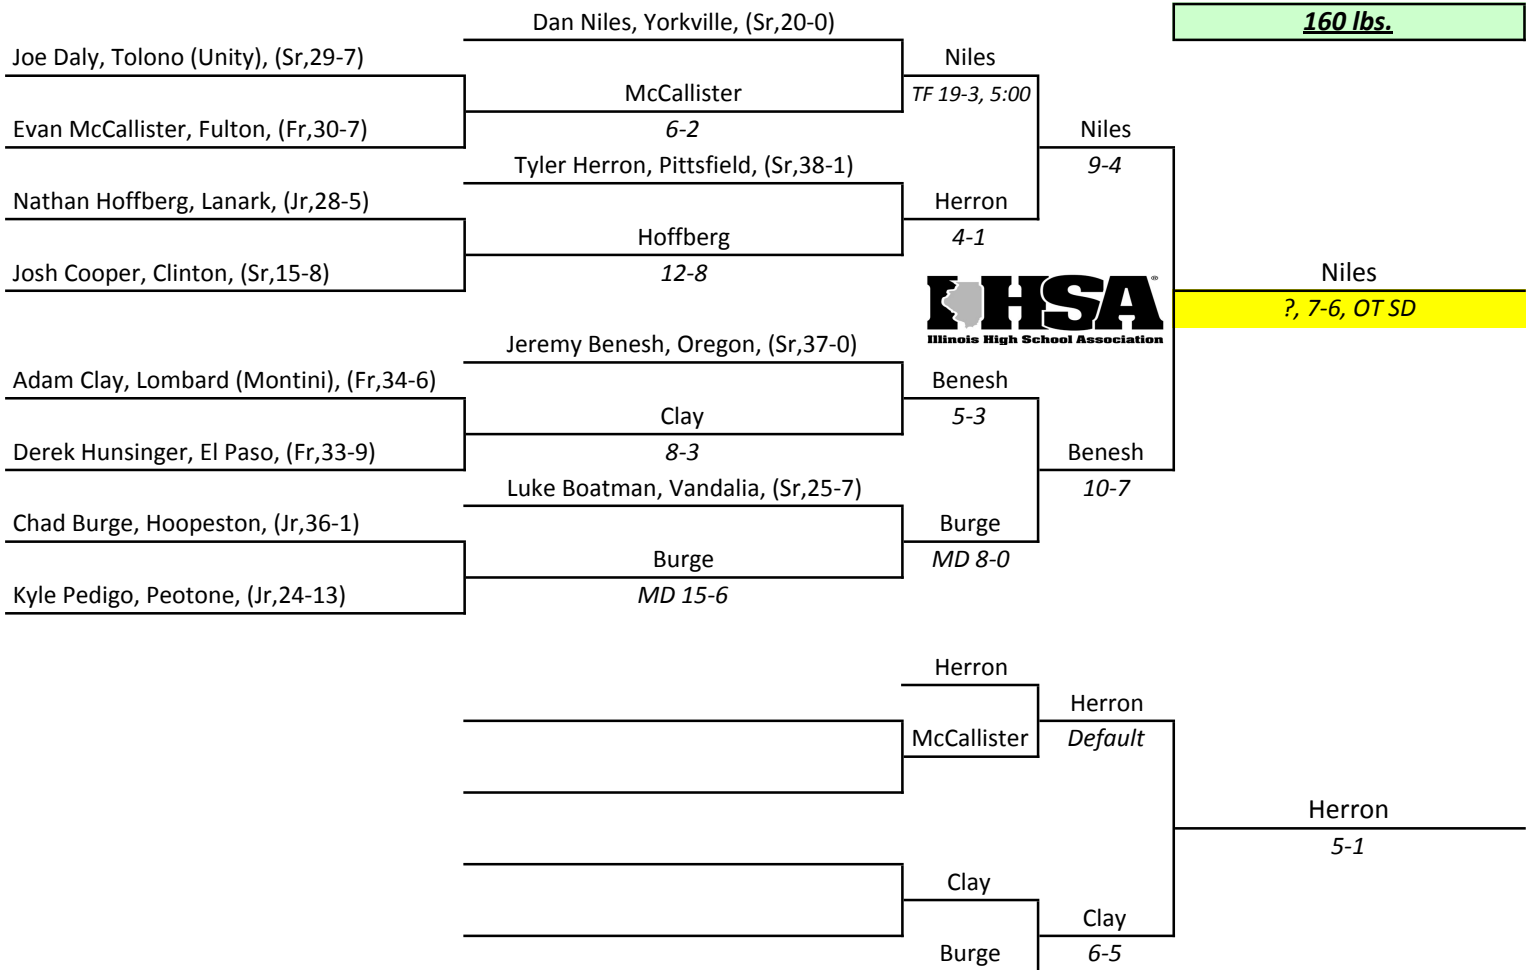 Dan Niles, Yorkville, (Sr,20-0)
160 lbs.
Joe Daly, Tolono (Unity), (Sr,29-7)
Niles
McCallister
TF 19-3, 5:00
Evan McCallister, Fulton, (Fr,30-7)
6-2
Niles
Tyler Herron, Pittsfield, (Sr,38-1)
9-4
Nathan Hoffberg, Lanark, (Jr,28-5)
Herron
Hoffberg
4-1
Josh Cooper, Clinton, (Sr,15-8)
12-8
Niles
IHSA
?, 7-6, OT SD
Illinois High School Association
Jeremy Benesh, Oregon, (Sr,37-0)
Adam Clay, Lombard (Montini), (Fr,34-6)
Benesh
Clay
5-3
Derek Hunsinger, El Paso, (Fr,33-9)
8-3
Benesh
Luke Boatman, Vandalia, (Sr,25-7)
10-7
Chad Burge, Hoopeston, (Jr,36-1)
Burge
Burge
MD 8-0
Kyle Pedigo, Peotone, (Jr,24-13)
MD 15-6
Herron
Herron
McCallister
Default
Herron
5-1
Clay
Clay
Burge
6-5